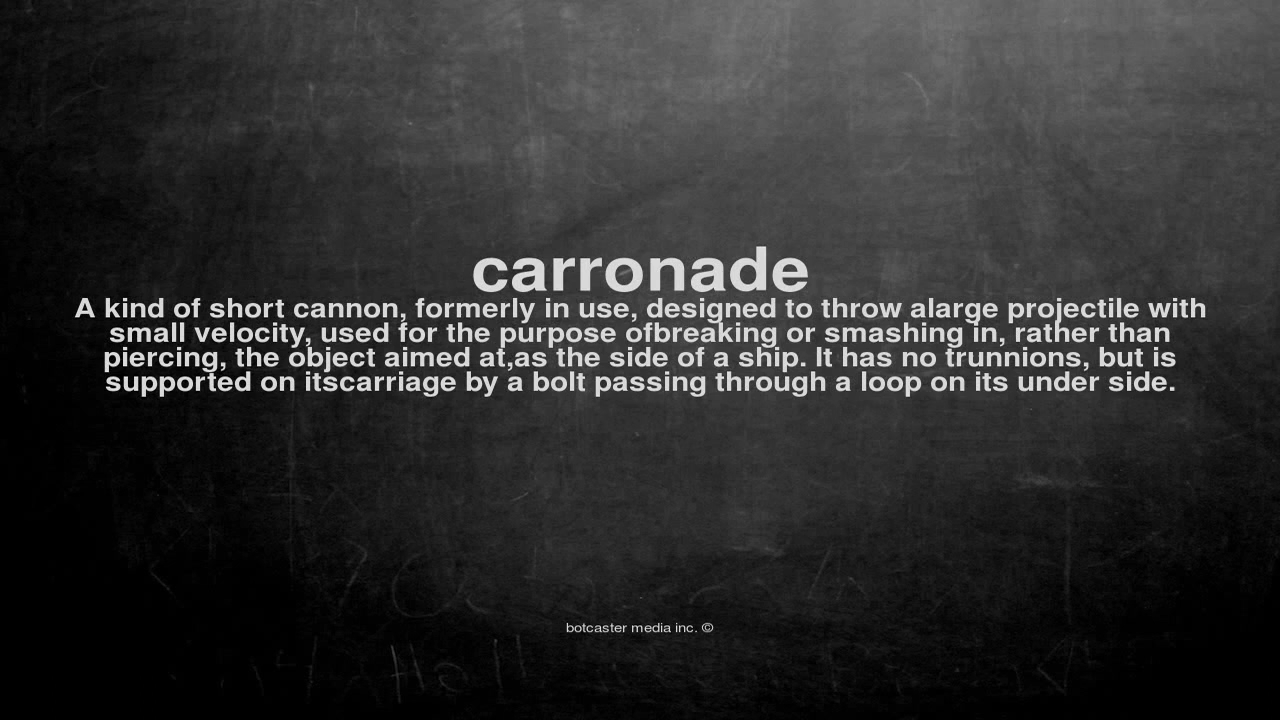 carronade
A kind of short cannon, formerly in use, designed to throw alarge projectile with
small velocity, used for the purpose ofbreaking or smashing in, rather than
piercing, the object aimed at,as the side of a ship. It has no trunnions, but is
supported on itscarriage by a bolt passing through a loop on its under side.
botcaster media inc. ©